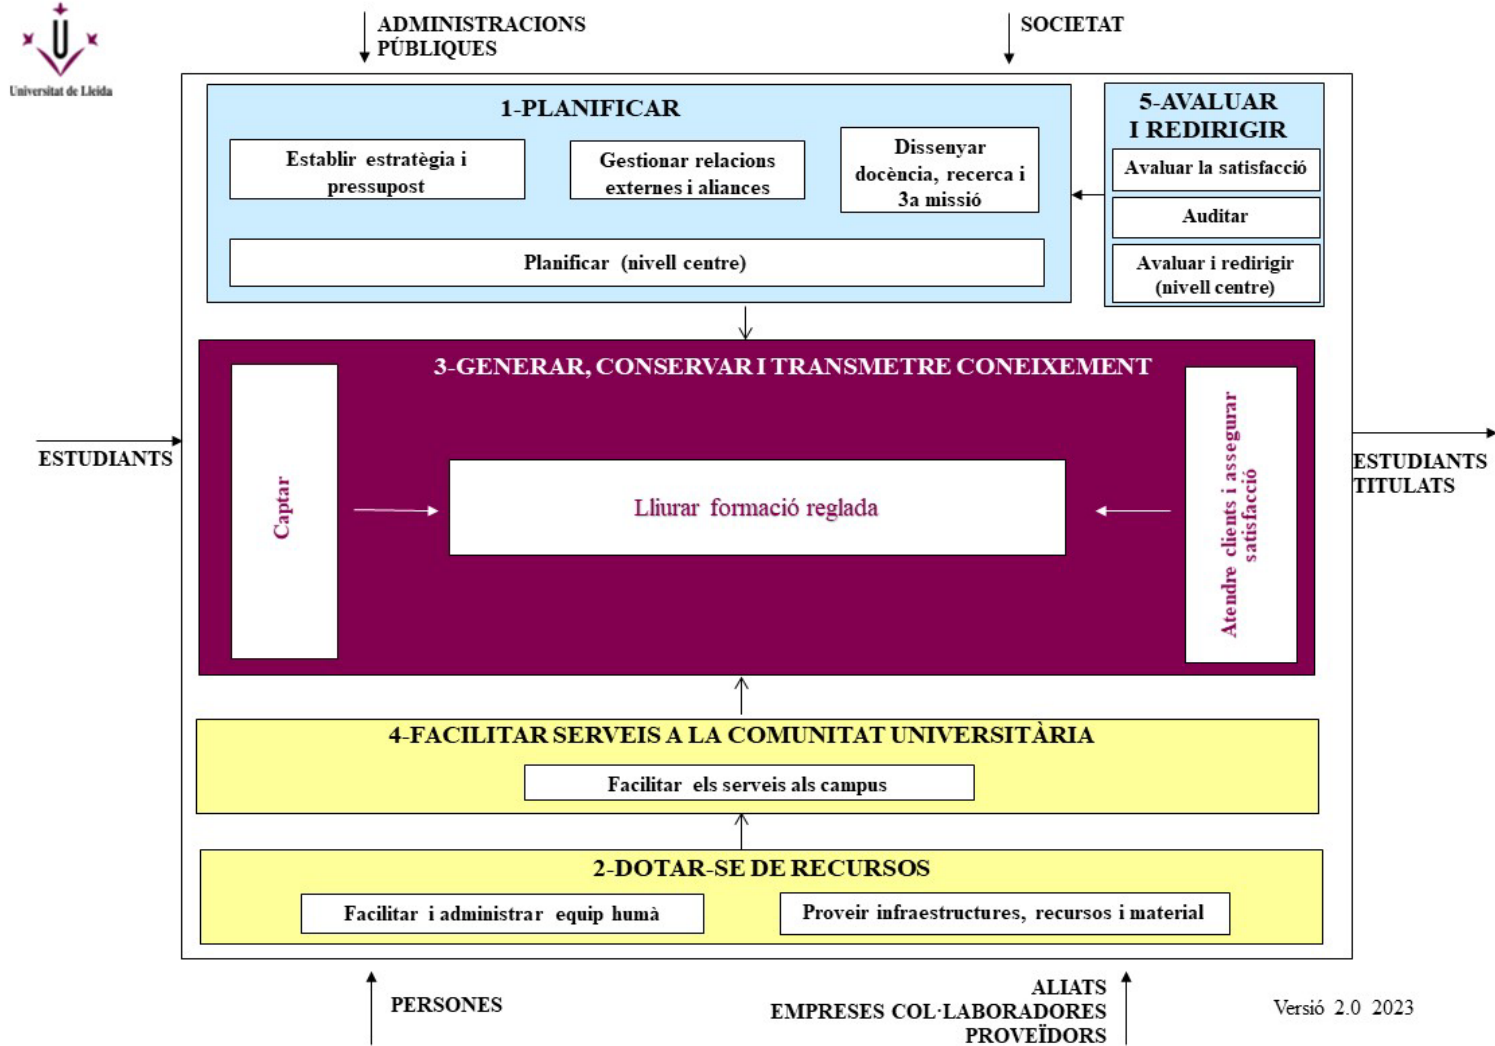 Universitat de Lleida
ADMINISTRACIONS
PÚBLIQUES
SOCIETAT
1-PLANIFICAR
Establir estratègia i
pressupost
Gestionar relacions
externes i aliances
Dissenyar
docència, recerca i
3a missió
Planificar (nivell centre)
5-AVALUAR
I REDIRIGIR
Avaluar la satisfacció
Auditar
Avaluar i redirigir
(nivell centre)
3-GENERAR, CONSERVAR I TRANSMETRE CONEIXEMENT
ESTUDIANTS
Captar
Lliurar formació reglada
Atendre clients i assegurar
satisfacció
ESTUDIANTS
TITULATS
4-FACILITAR SERVEIS A LA COMUNITAT UNIVERSITÀRIA
Facilitar els serveis als campus
2-DOTAR-SE DE RECURSOS
Facilitar i administrar equip humà
Proveir infraestructures, recursos i material
PERSONES
ALIATS
EMPRESES COL·LABORADORES
PROVEÏDORS
Versió 2.0 2023